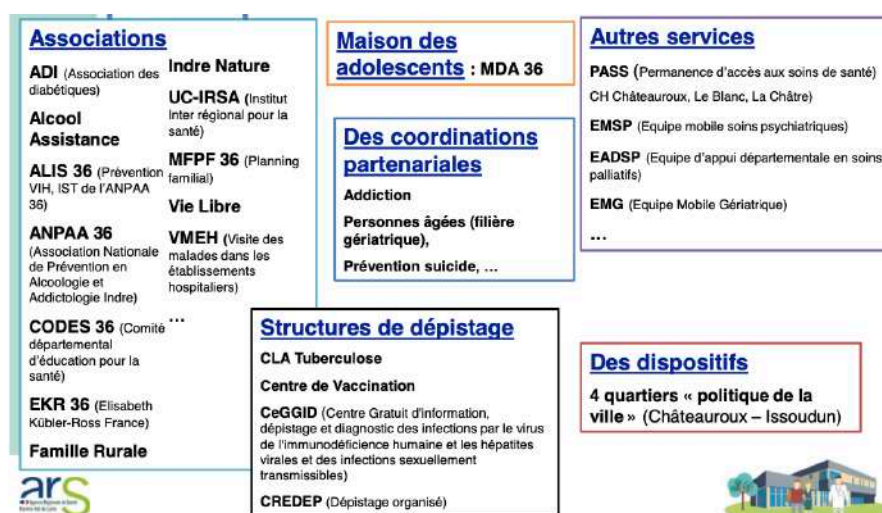 Associations
ADI (Association des
diabétiques)
Alcool
Assistance
ALIS 36 (Prévention
VIH, IST de l'ANPAA
36)
ANPAA 36
(Association Nationale
de Prévention en
Alcoologie et
Addictologie Indre)
CODES 36 (Comité
départemental
d'éducation pour la
santé)
EKR 36 (Elisabeth
Kübler-Ross France)
Famille Rurale
Indre Nature
UC-IRSA (Institut
Inter régional pour la
santé)
MFPF 36 (Planning
familial)
Vie Libre
VMEH (Visite des
malades dans les
établissements
hospitaliers)
...
Maison des
adolescents : MDA 36
Des coordinations
partenariales
Addiction
Personnes âgées (filière
gériatrique),
Prévention suicide, ...
Autres services
PASS (Permanence d'accès aux soins de santé)
CH Châteauroux, Le Blanc, La Châtre)
EMSP (Equipe mobile soins psychiatriques)
EADSP (Equipe d'appui départementale en soins
palliatifs)
EMG (Equipe Mobile Gériatrique)
...
Structures de dépistage
CLA Tuberculose
Centre de Vaccination
CeGGID (Centre Gratuit d'information,
dépistage et diagnostic des infections par le virus
de l'immunodéficience humaine et les hépatites
virales et des infections sexuellement
transmissibles)
CREDEP (Dépistage organisé)
Des dispositifs
4 quartiers « politique de la
ville » (Châteauroux – Issoudun)
ars